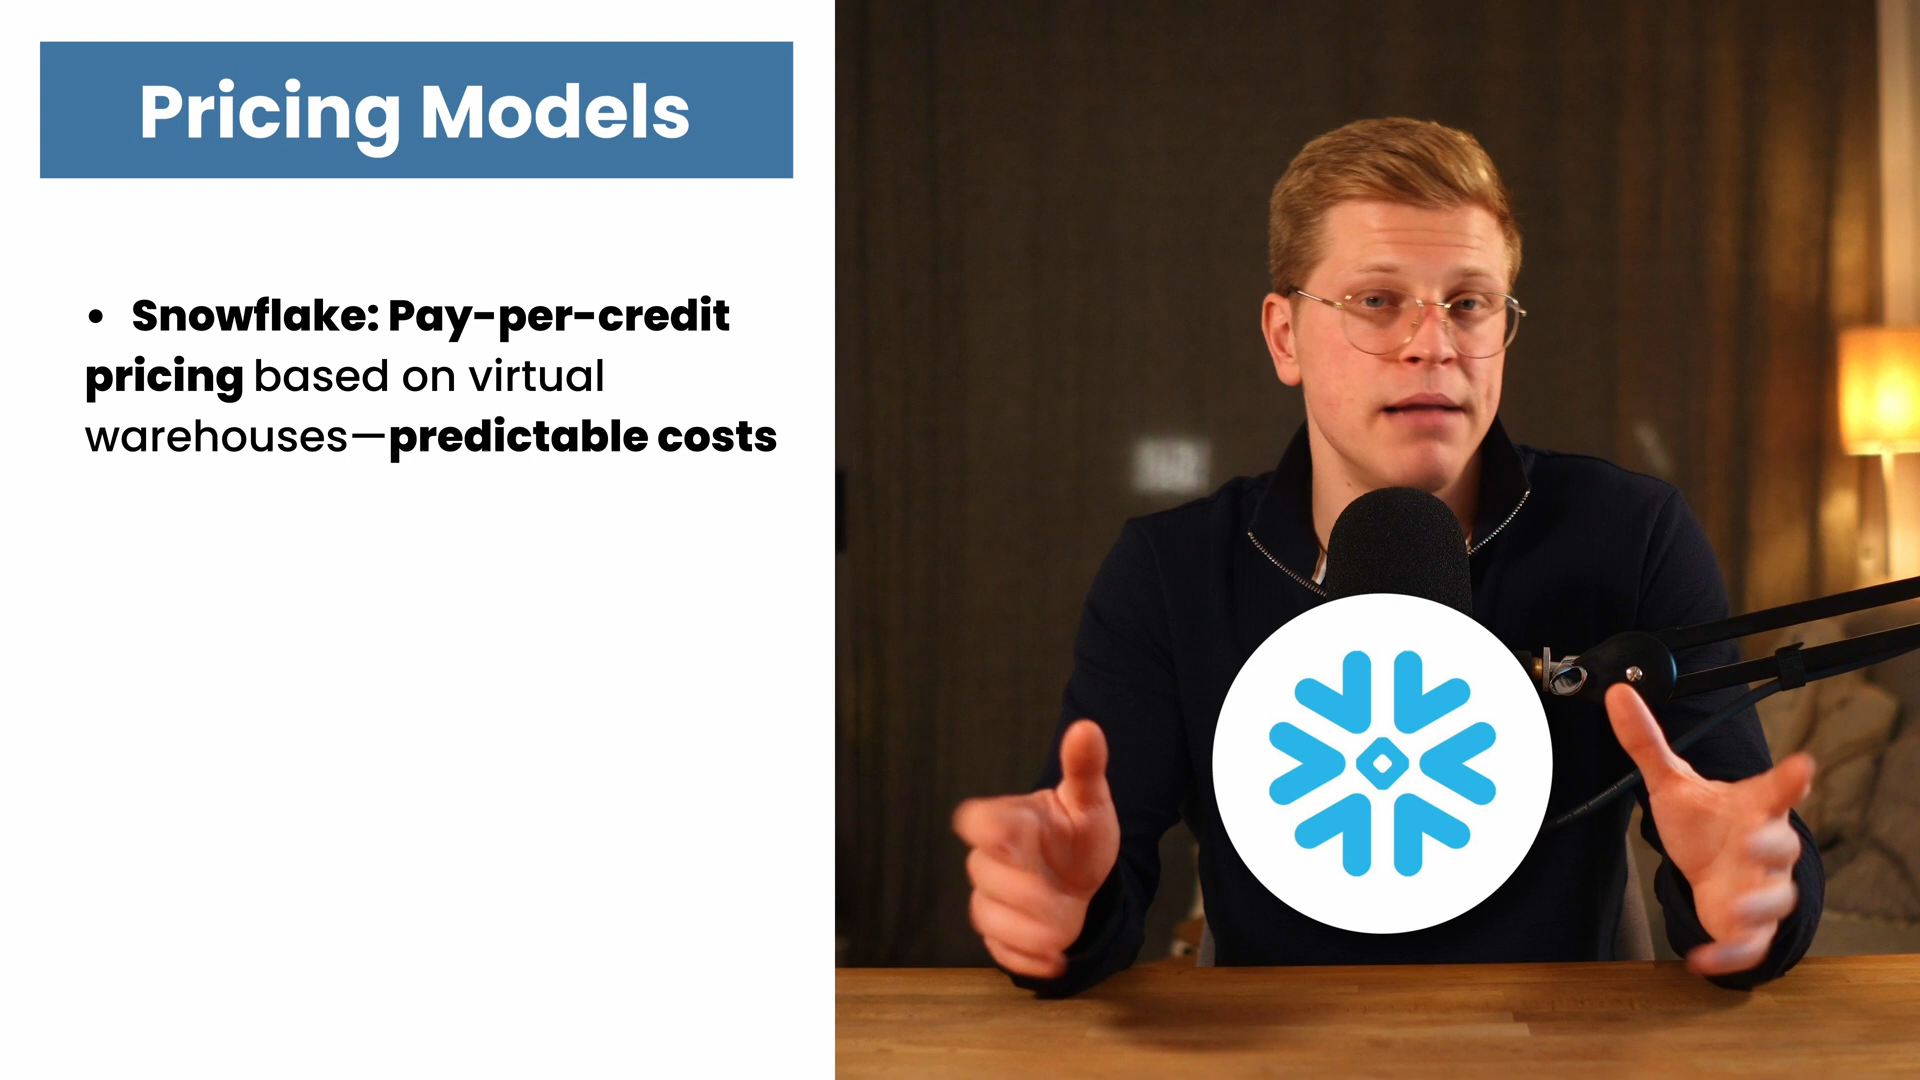 Pricing Models
• Snowflake: Pay-per-credit
pricing based on virtual
warehouses—predictable costs